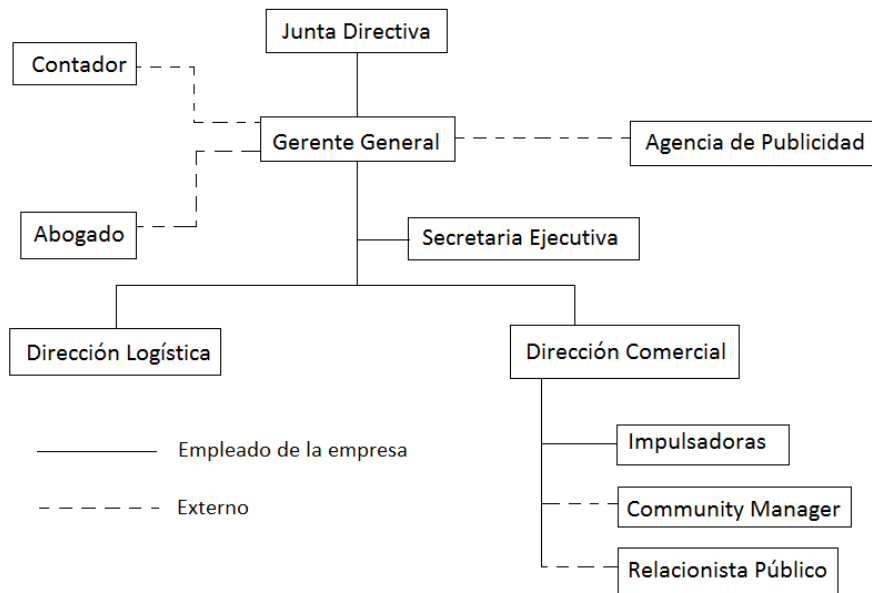 Junta Directiva
Contador
Gerente General
Agencia de Publicidad
Abogado
Secretaria Ejecutiva
Dirección Logística
Dirección Comercial
Empleado de la empresa
Impulsadoras
Externo
Community Manager
Relacionista Público